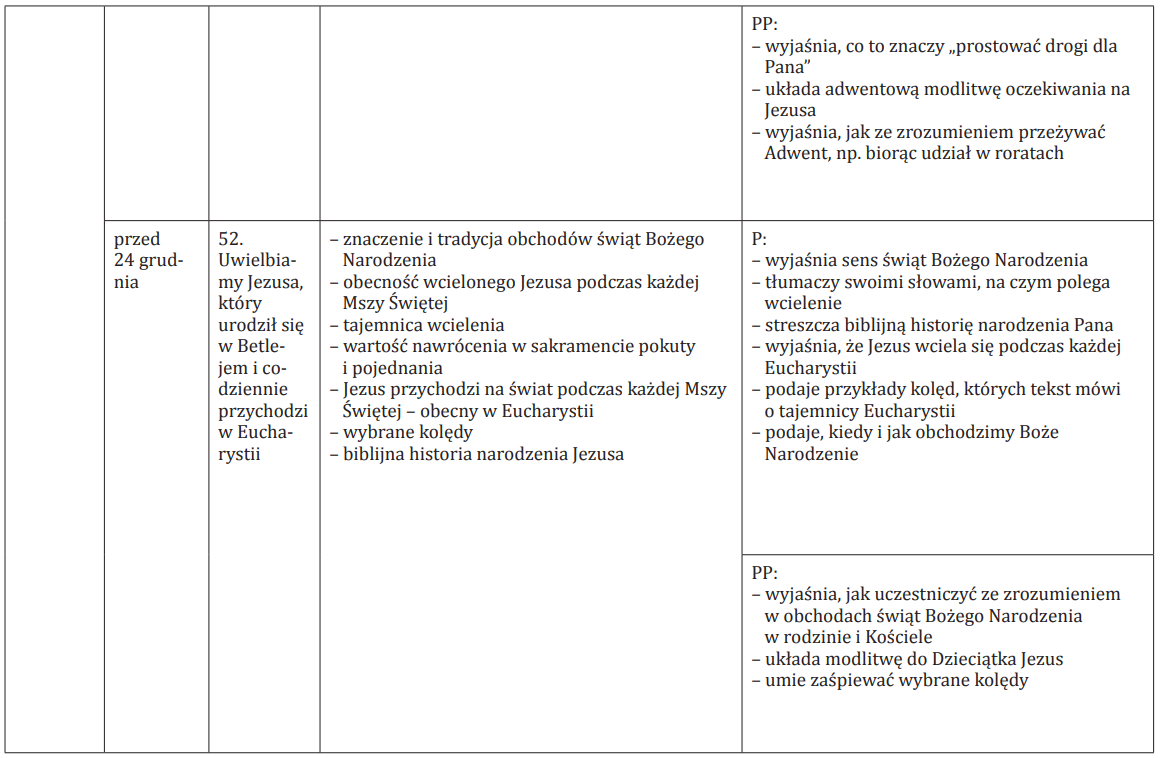 PP:
– wyjaśnia, co to znaczy „prostować drogi dla
Pana”
– układa adwentową modlitwę oczekiwania na
Jezusa
– wyjaśnia, jak ze zrozumieniem przeżywać
Adwent, np. biorąc udział w roratach
przed
24 grud-
nia
52.
Uwielbia-
my Jezusa,
który
urodził się
w Betle-
jem i co-
dziennie
przychodzi
w Eucha-
rystii
– znaczenie i tradycja obchodów świąt Bożego
Narodzenia
– obecność wcielonego Jezusa podczas każdej
Mszy Świętej
– tajemnica wcielenia
– wartość nawrócenia w sakramencie pokuty
i pojednania
– Jezus przychodzi na świat podczas każdej Mszy
Świętej – obecny w Eucharystii
– wybrane kolędy
– biblijna historia narodzenia Jezusa
P:
– wyjaśnia sens świąt Bożego Narodzenia
– tłumaczy swoimi słowami, na czym polega
wcielenie
– streszcza biblijną historię narodzenia Pana
– wyjaśnia, że Jezus wciela się podczas każdej
Eucharystii
– podaje przykłady kolęd, których tekst mówi
o tajemnicy Eucharystii
– podaje, kiedy i jak obchodzimy Boże
Narodzenie
PP:
– wyjaśnia, jak uczestniczyć ze zrozumieniem
w obchodach świąt Bożego Narodzenia
w rodzinie i Kościele
– układa modlitwę do Dzieciątka Jezus
– umie zaśpiewać wybrane kolędy